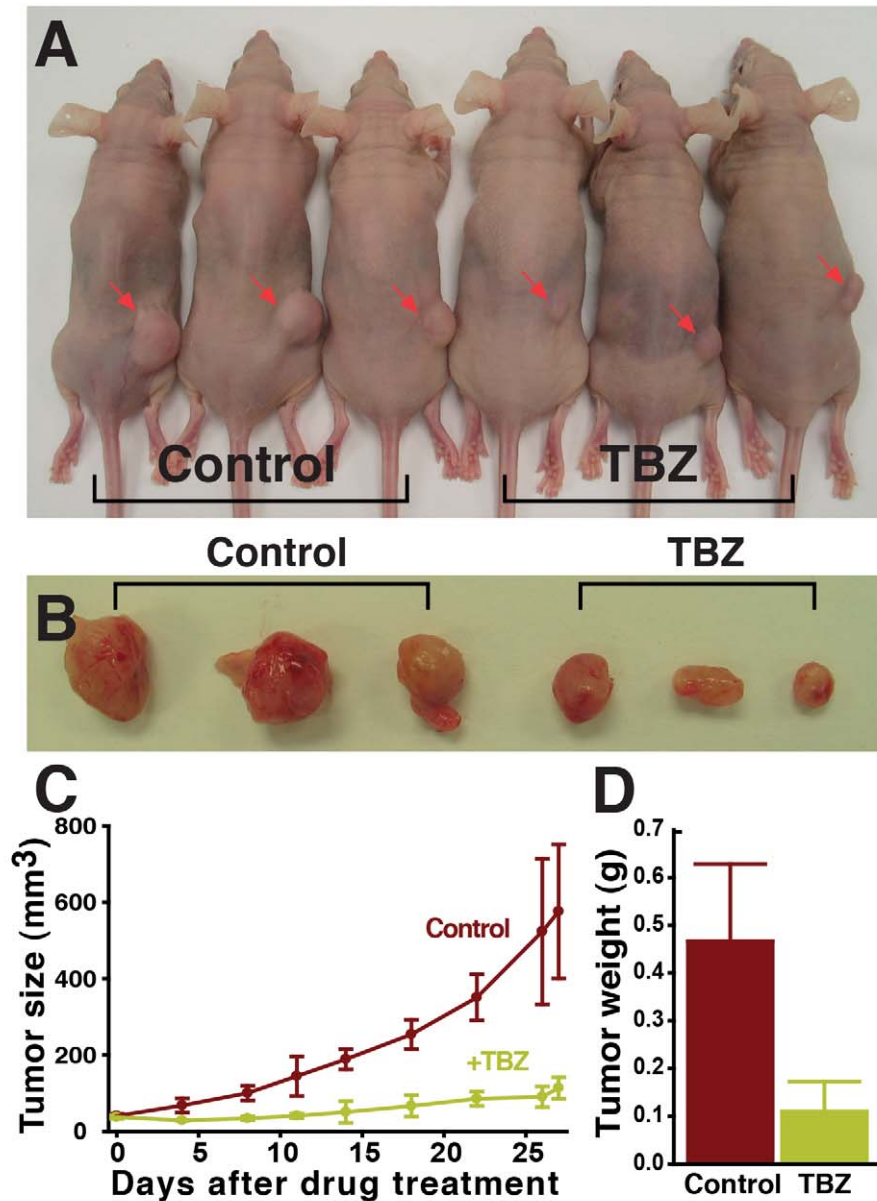 A
Control TBZ
Control TBZ
B
C
Tumor size (mm3)
800
600
400
200
0
Control
+TBZ
0 5 10 15 20 25
Days after drug treatment
D
Tumor weight (g)
0.7
0.6
0.5
0.4
0.3
0.2
0.1
0.0
Control TBZ